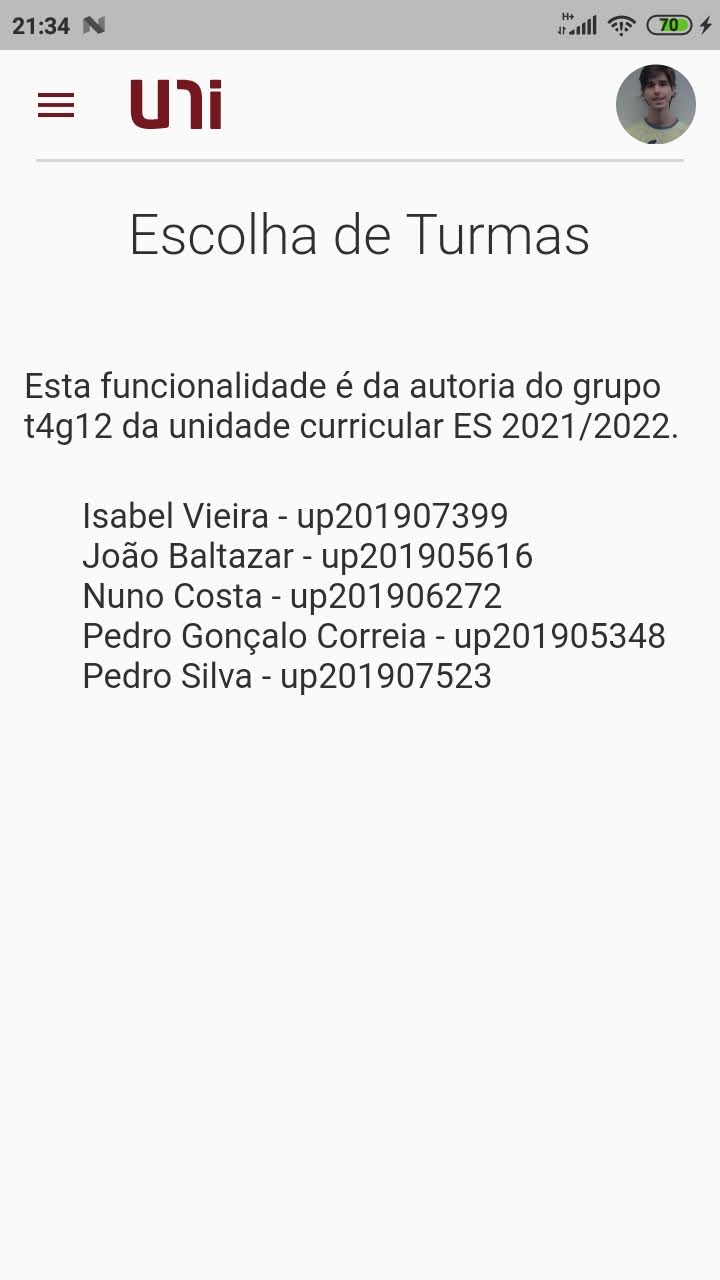 21:34
H+
70
uni
Escolha de Turmas
Esta funcionalidade é da autoria do grupo
t4g12 da unidade curricular ES 2021/2022.
Isabel Vieira - up201907399
João Baltazar - up201905616
Nuno Costa - up201906272
Pedro Gonçalo Correia - up201905348
Pedro Silva - up201907523